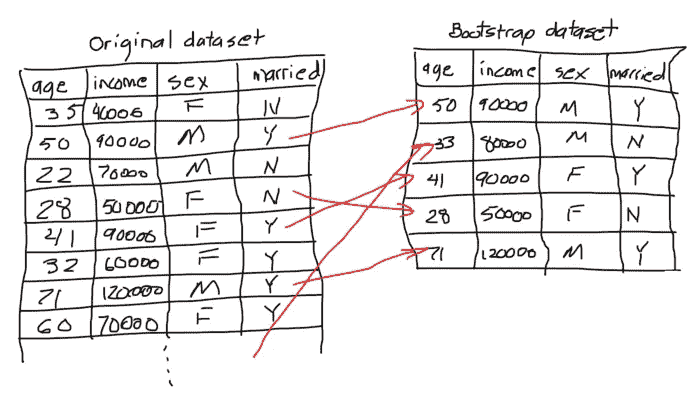 Original dataset
age income sex married
35 40000 F N
50 90000 M Y
22 70000 M N
28 50000 F N
41 90000 F Y
32 60000 F Y
71 120000 M Y
60 70000 F Y
Bootstrap dataset
age income sex married
50 90000 M Y
33 80000 M N
41 90000 F Y
28 50000 F N
71 120000 M Y